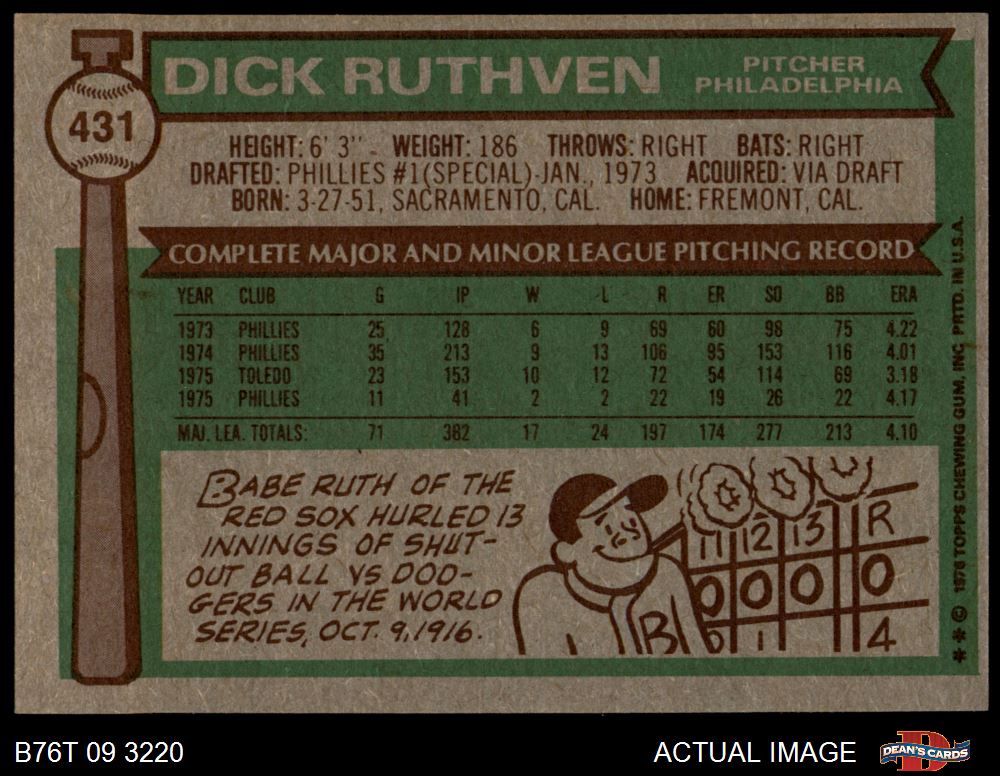 DICK RUTHVEN
PITCHER
PHILADELPHIA
431
HEIGHT: 6' 3" - WEIGHT: 186 THROWS: RIGHT BATS: RIGHT
DRAFTED: PHILLIES #1(SPECIAL)-JAN., 1973 ACQUIRED: VIA DRAFT
BORN: 3-27-51, SACRAMENTO, CAL. HOME: FREMONT, CAL.
COMPLETE MAJOR AND MINOR LEAGUE PITCHING RECORD
YEAR CLUB G IP W L R ER SO BB ERA
1973 PHILLIES 25 128 6 9 69 60 98 75 4.22
1974 PHILLIES 35 213 9 13 106 95 153 116 4.01
1975 TOLEDO 23 153 10 12 72 54 114 69 3.18
1975 PHILLIES 11 41 2 2 22 19 26 22 4.17
MAJ. LEA. TOTALS: 71 382 17 24 197 174 277 213 4.10
BABE RUTH OF THE
RED SOX HURLED 13
INNINGS OF SHUT-
OUT BALL VS DOD-
GERS IN THE WORLD
SERIES, OCT. 9, 1916.
11 12 13 R
0 0 0 0
B 0 1 4
* * © 1976 TOPPS CHEWING GUM, INC. PRTD. IN U.S.A.
B76T 09 3220
ACTUAL IMAGE
D
DEAN'S CARDS